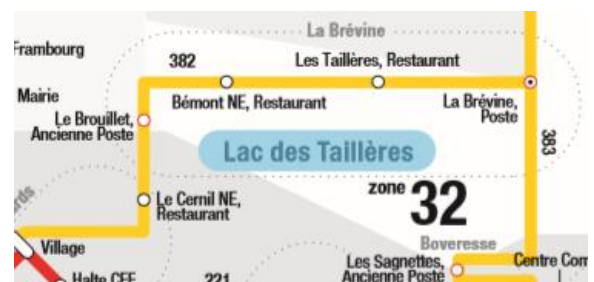 La Brévine
Frambourg
382
Les Taillères, Restaurant
Mairie
Bémont NE, Restaurant
La Brévine,
Poste
Le Brouillet,
Ancienne Poste
383
Lac des Taillères
zone 32
Le Cernil NE,
Restaurant
Village
Boveresse
Les Sagnettes,
Ancienne Poste
Centre Com
Halte CFF
221